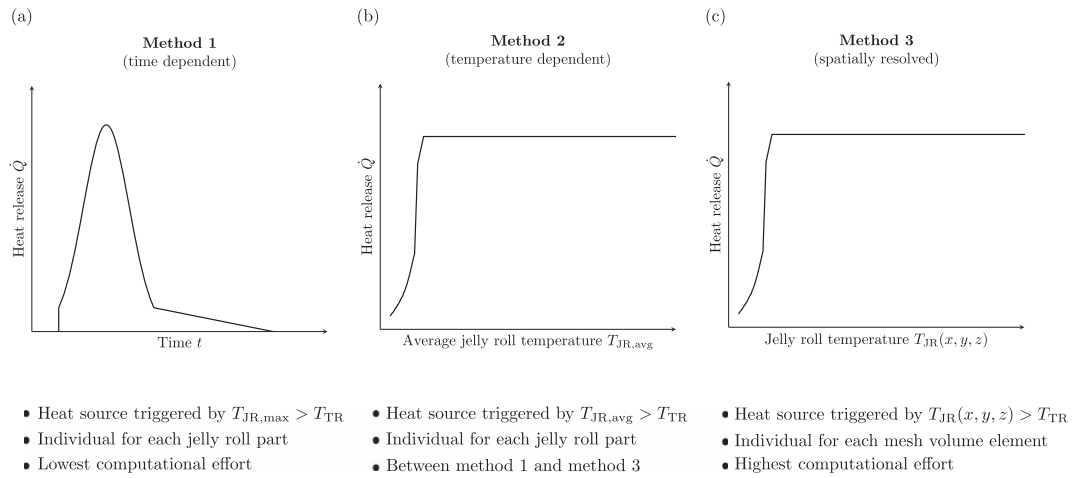 (a)
Method 1
(time dependent)
Heat release Q̇
Time t
• Heat source triggered by T_JR,max > T_TR
• Individual for each jelly roll part
• Lowest computational effort
(b)
Method 2
(temperature dependent)
Heat release Q̇
Average jelly roll temperature T_JR,avg
• Heat source triggered by T_JR,avg > T_TR
• Individual for each jelly roll part
• Between method 1 and method 3
(c)
Method 3
(spatially resolved)
Heat release Q̇
Jelly roll temperature T_JR(x, y, z)
• Heat source triggered by T_JR(x, y, z) > T_TR
• Individual for each mesh volume element
• Highest computational effort